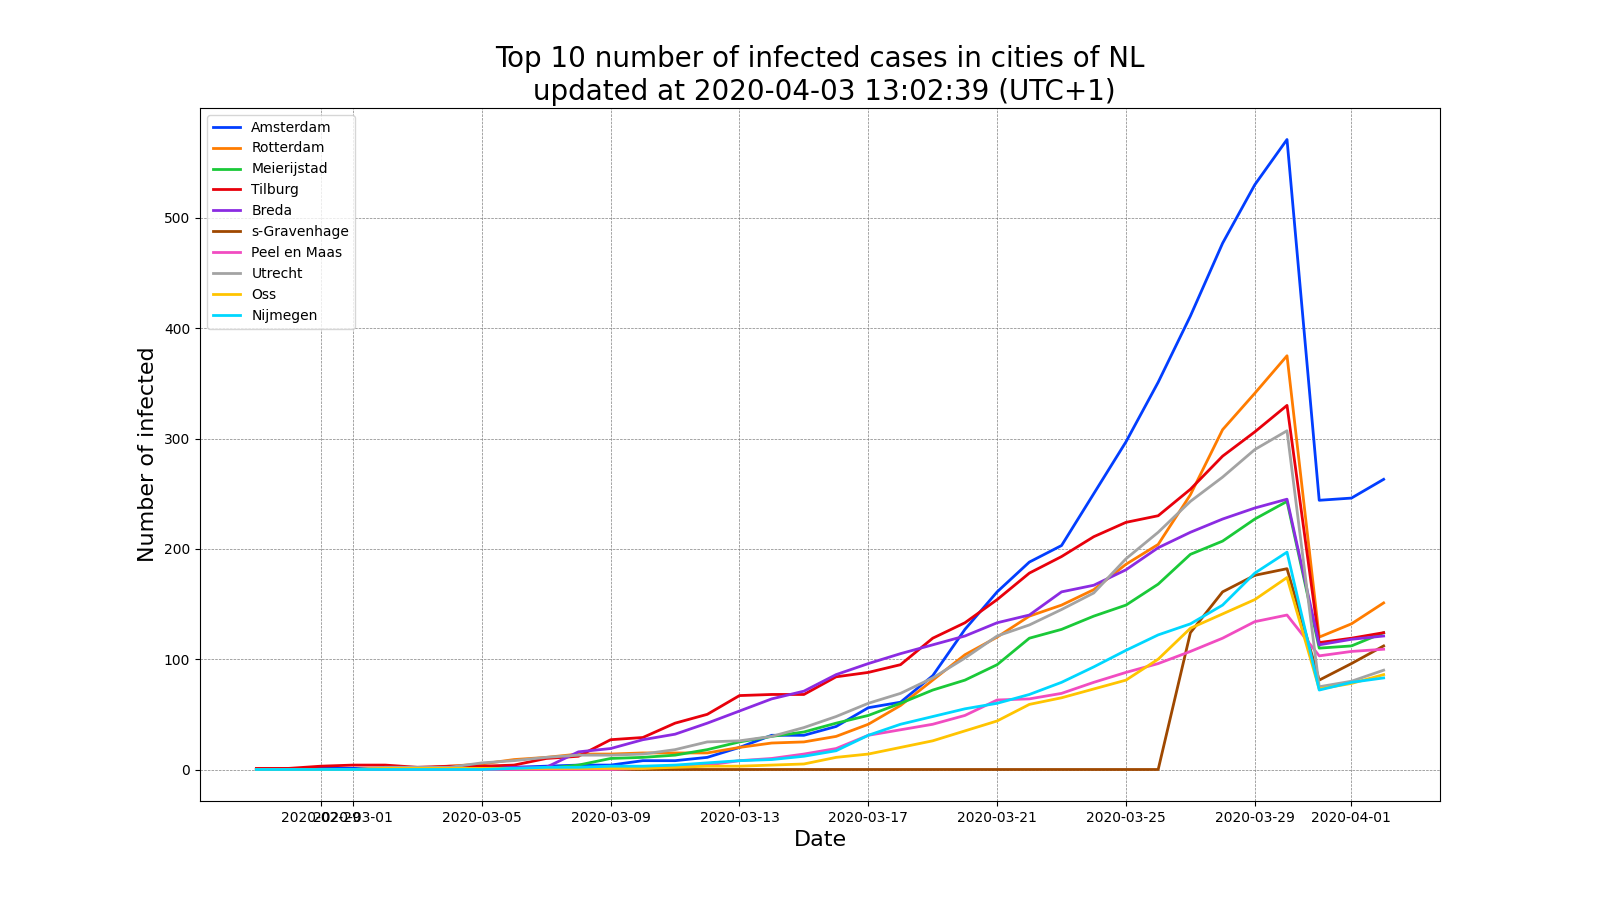 Top 10 number of infected cases in cities of NL
updated at 2020-04-03 13:02:39 (UTC+1)
Amsterdam
Rotterdam
Meierijstad
Tilburg
Breda
s-Gravenhage
Peel en Maas
Utrecht
Oss
Nijmegen
Number of infected
500
400
300
200
100
0
2020-02-29 2020-03-01 2020-03-05 2020-03-09 2020-03-13 2020-03-17 2020-03-21 2020-03-25 2020-03-29 2020-04-01
Date